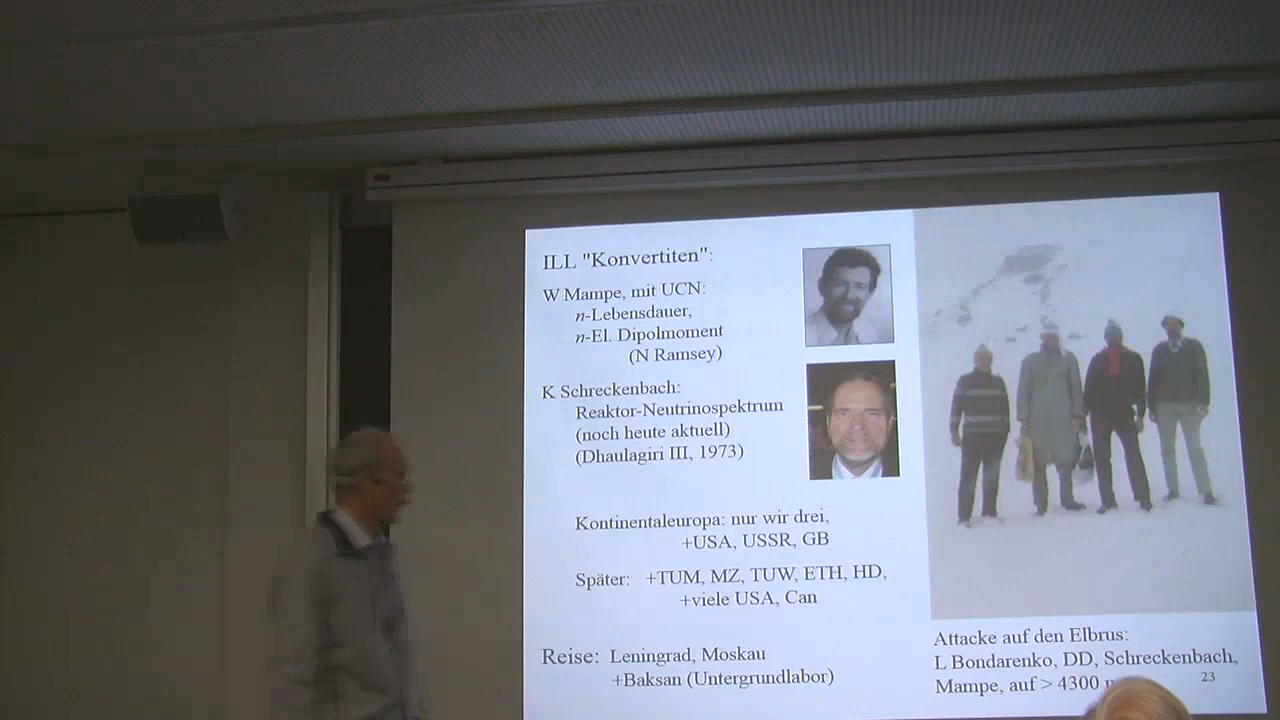 ILL "Konvertiten":
W Mampe, mit UCN:
n-Lebensdauer,
n-El. Dipolmoment
(N Ramsey)
K Schreckenbach:
Reaktor-Neutrinospektrum
(noch heute aktuell)
(Dhaulagiri III, 1973)
Kontinentaleuropa: nur wir drei,
+USA, USSR, GB
Später: +TUM, MZ, TUW, ETH, HD,
+viele USA, Can
Reise: Leningrad, Moskau
+Baksan (Untergrundlabor)
Attacke auf den Elbrus:
L Bondarenko, DD, Schreckenbach,
Mampe, auf > 4300
23